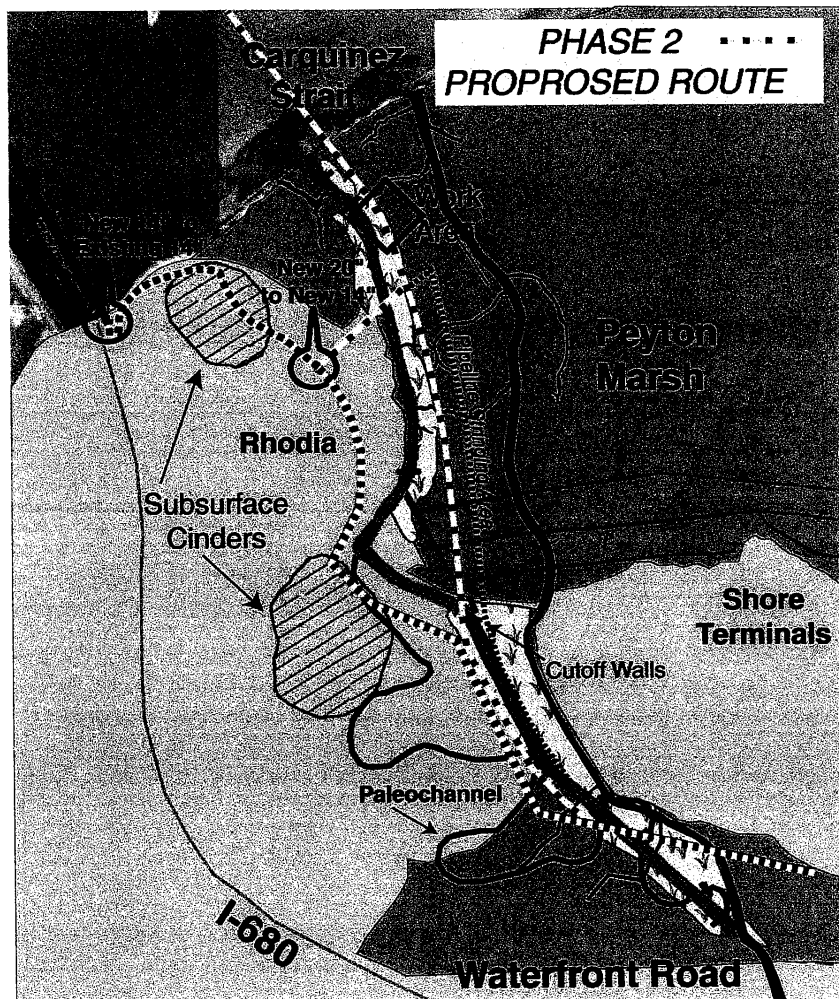 PHASE 2
PROPROSED ROUTE
Carquinez
Strait
Work
Area
New 20"
to New 14"
Peyton
Marsh
Rhodia
Subsurface
Cinders
Shore
Terminals
Cutoff Walls
Paleochannel
I-680
Waterfront Road